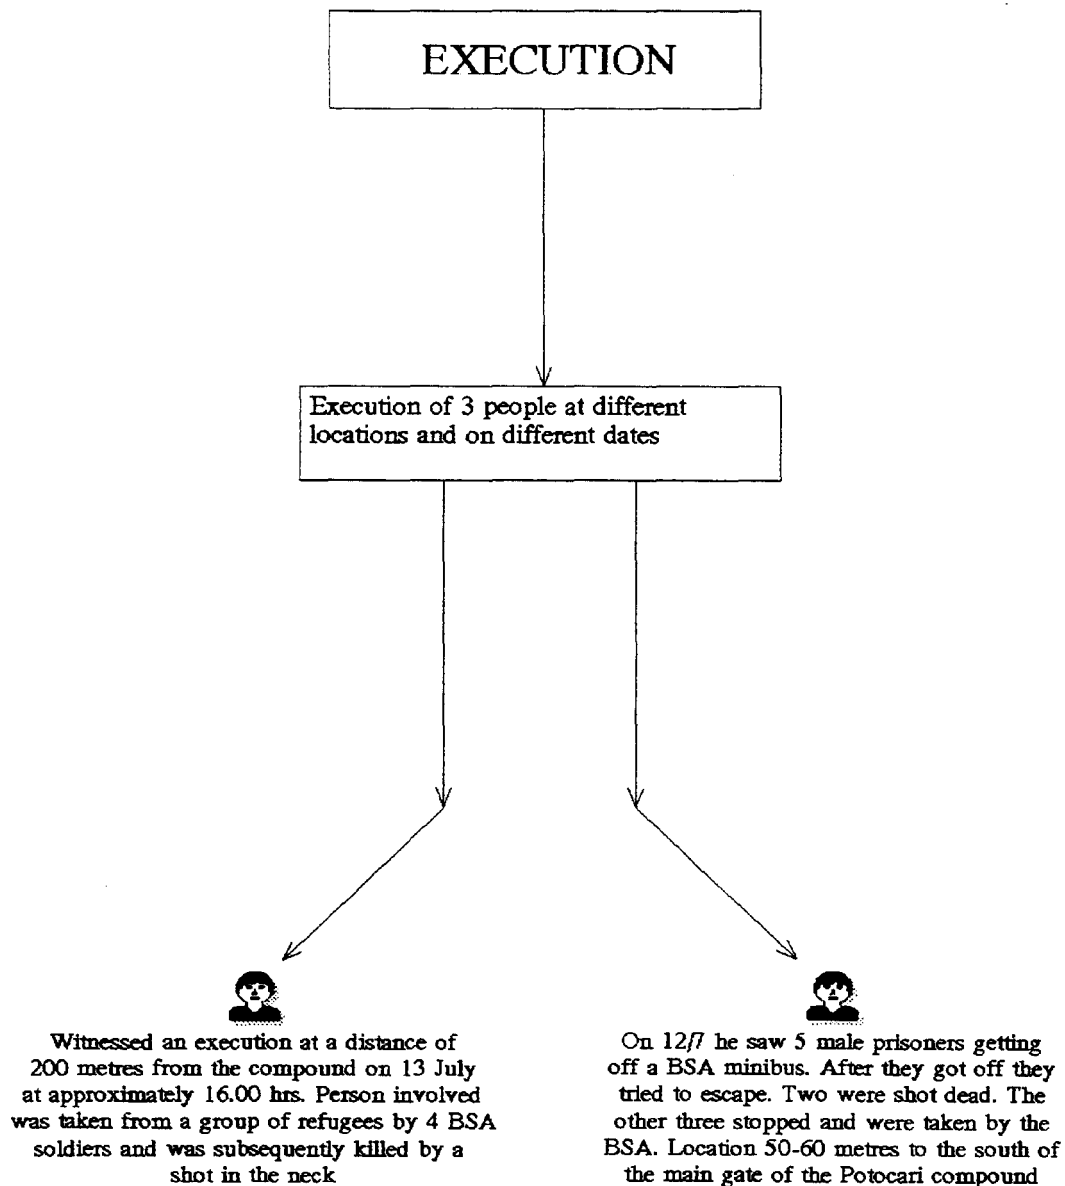 EXECUTION
Execution of 3 people at different
locations and on different dates
Witnessed an execution at a distance of
200 metres from the compound on 13 July
at approximately 16.00 hrs. Person involved
was taken from a group of refugees by 4 BSA
soldiers and was subsequently killed by a
shot in the neck
On 12/7 he saw 5 male prisoners getting
off a BSA minibus. After they got off they
tried to escape. Two were shot dead. The
other three stopped and were taken by the
BSA. Location 50-60 metres to the south of
the main gate of the Potocari compound